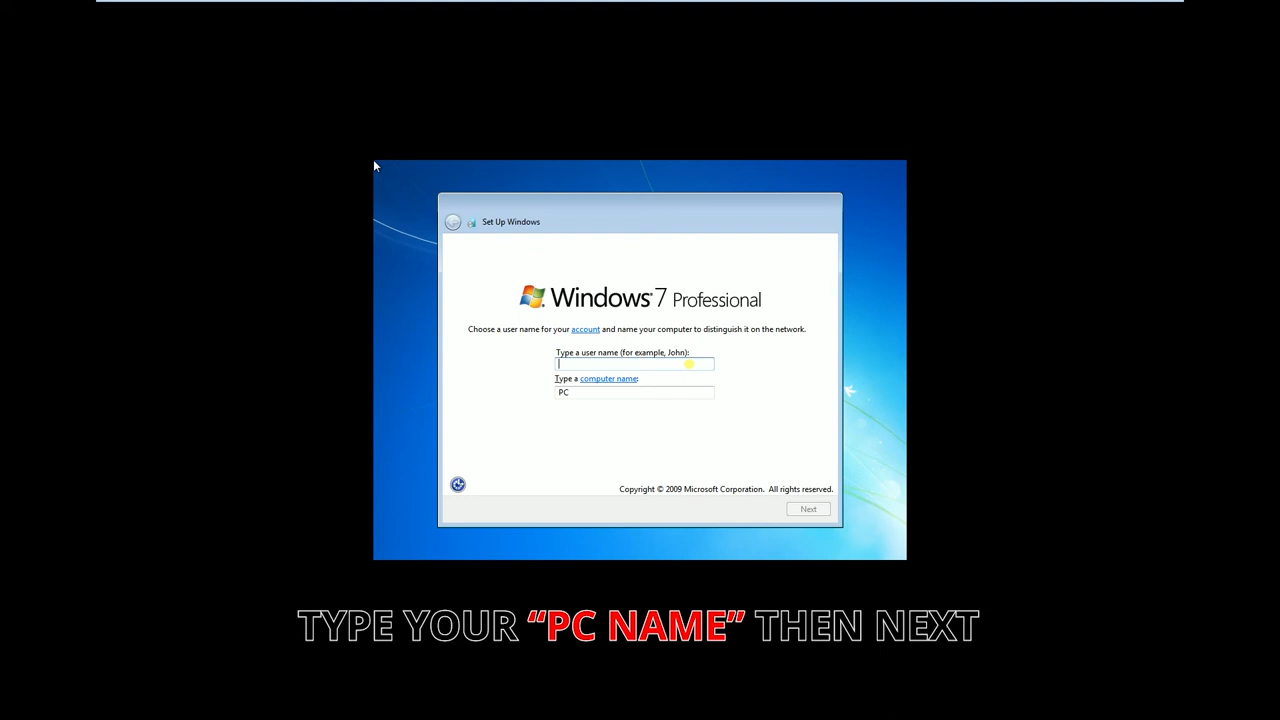 Set Up Windows
Windows 7 Professional
Choose a user name for your account and name your computer to distinguish it on the network.
Type a user name (for example, John):
Type a computer name:
PC
Copyright © 2009 Microsoft Corporation. All rights reserved.
Next
TYPE YOUR “PC NAME” THEN NEXT